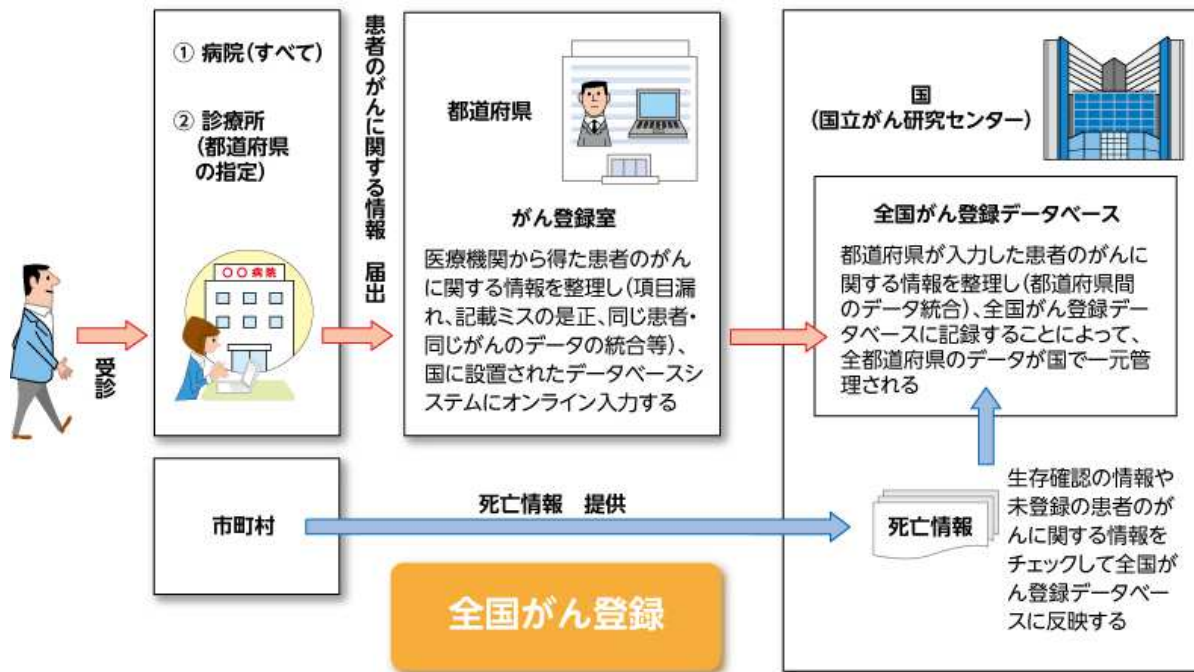 ① 病院(すべて)
② 診療所
(都道府県
の指定)
〇〇病院
受診
患者のがんに関する情報 届出
都道府県
がん登録室
医療機関から得た患者のがん
に関する情報を整理し(項目漏
れ、記載ミスの是正、同じ患者・
同じがんのデータの統合等)、
国に設置されたデータベースシ
ステムにオンライン入力する
国
(国立がん研究センター)
全国がん登録データベース
都道府県が入力した患者のがんに
関する情報を整理し(都道府県間
のデータ統合)、全国がん登録デー
タベースに記録することによって、
全都道府県のデータが国で一元管
理される
市町村
死亡情報 提供
死亡情報
生存確認の情報や
未登録の患者のが
んに関する情報を
チェックして全国が
ん登録データベー
スに反映する
全国がん登録